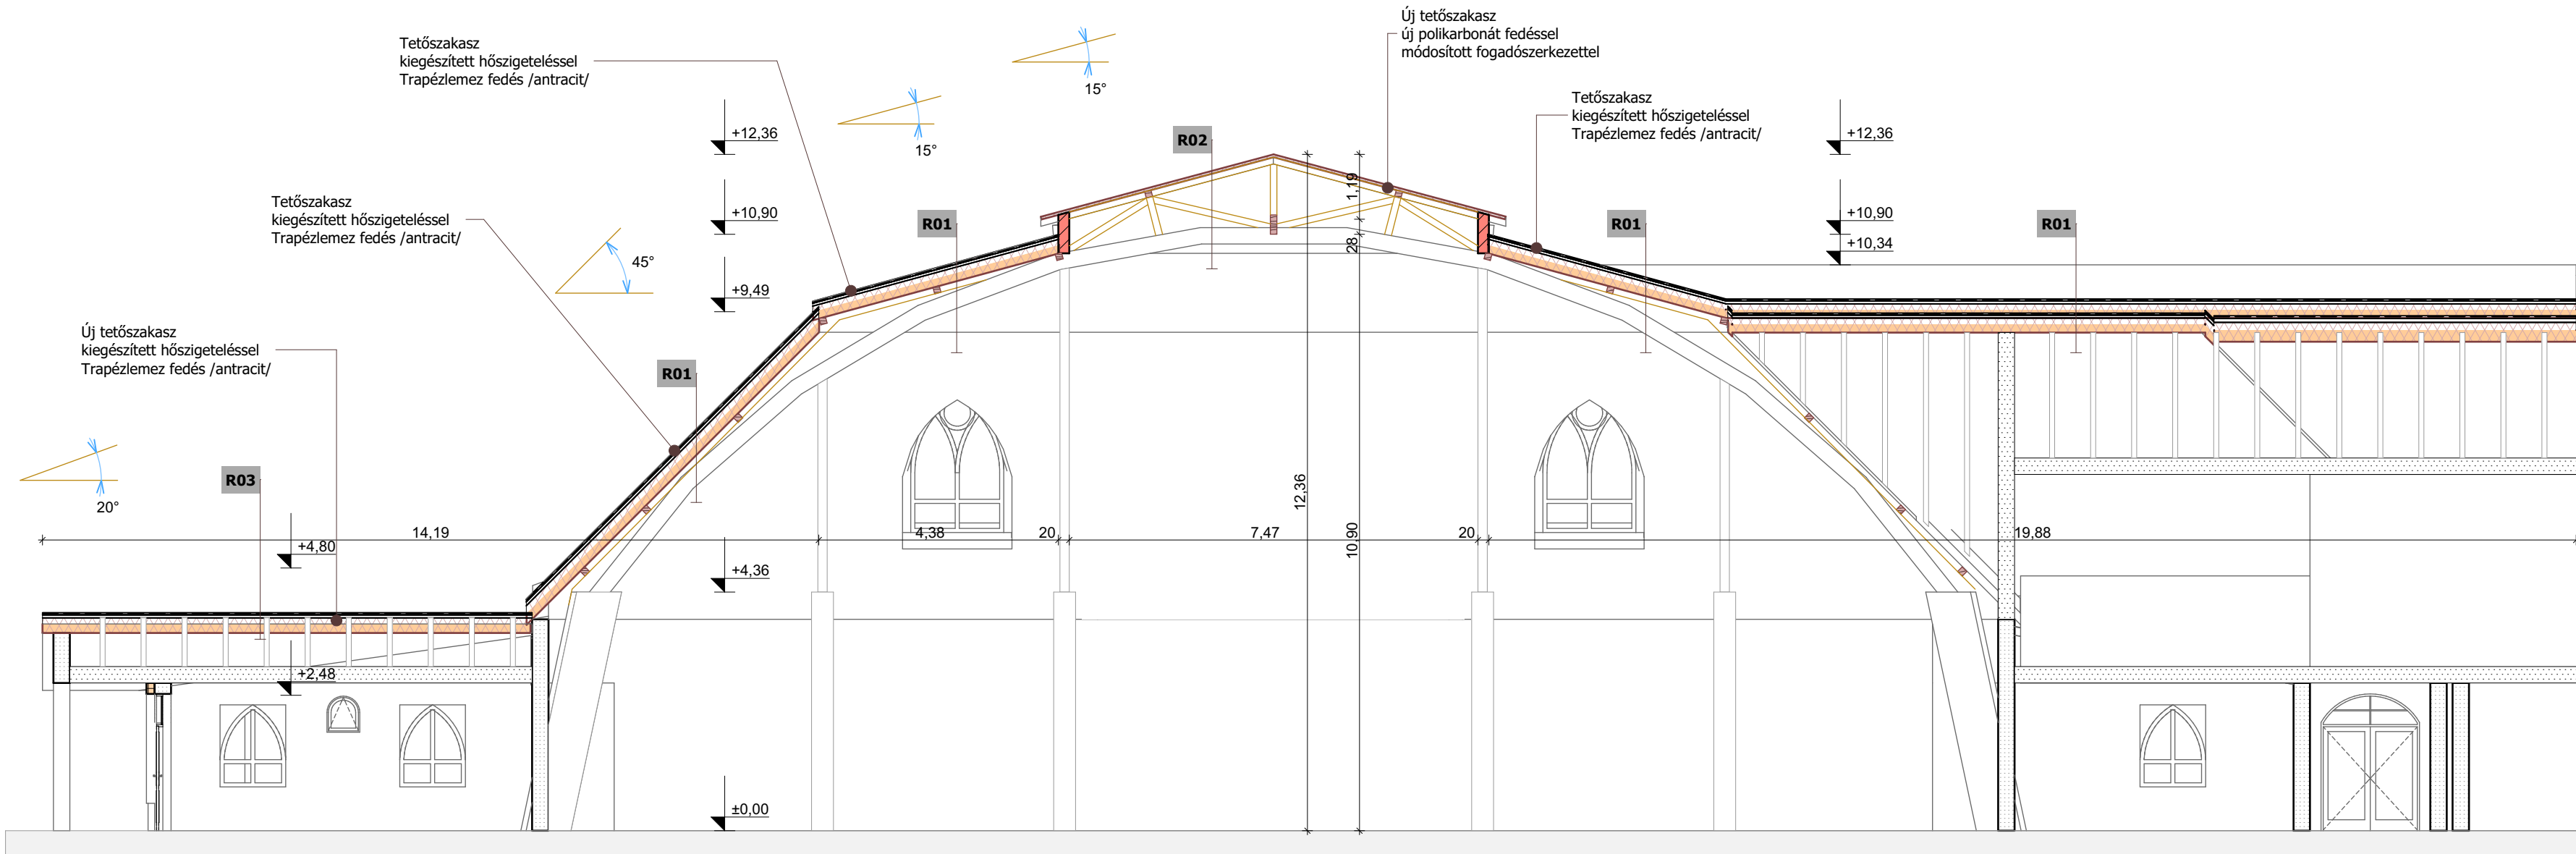 Új tetőszakasz
új polikarbonát fedéssel
módosított fogadószerkezettel
Tetőszakasz
kiegészített hőszigeteléssel
Trapézlemez fedés /antracit/
15°
Tetőszakasz
kiegészített hőszigeteléssel
Trapézlemez fedés /antracit/
15°
+12,36
R02
+12,36
1,19
Tetőszakasz
kiegészített hőszigeteléssel
Trapézlemez fedés /antracit/
+10,90
R01
R01
+10,90
R01
28
+10,34
45°
+9,49
Új tetőszakasz
kiegészített hőszigeteléssel
Trapézlemez fedés /antracit/
R01
R03
20°
12,36
14,19
4,38
20
7,47
10,90
20
19,88
+4,80
+4,36
+2,48
±0,00